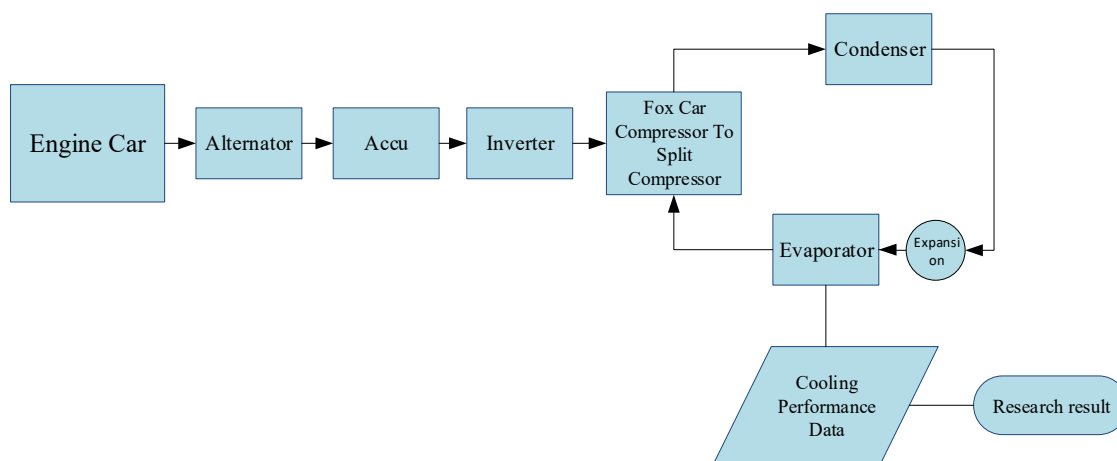 Engine Car
Alternator
Accu
Inverter
Fox Car
Compressor To
Split
Compressor
Condenser
Expansi
on
Evaporator
Cooling
Performance
Data
Research result